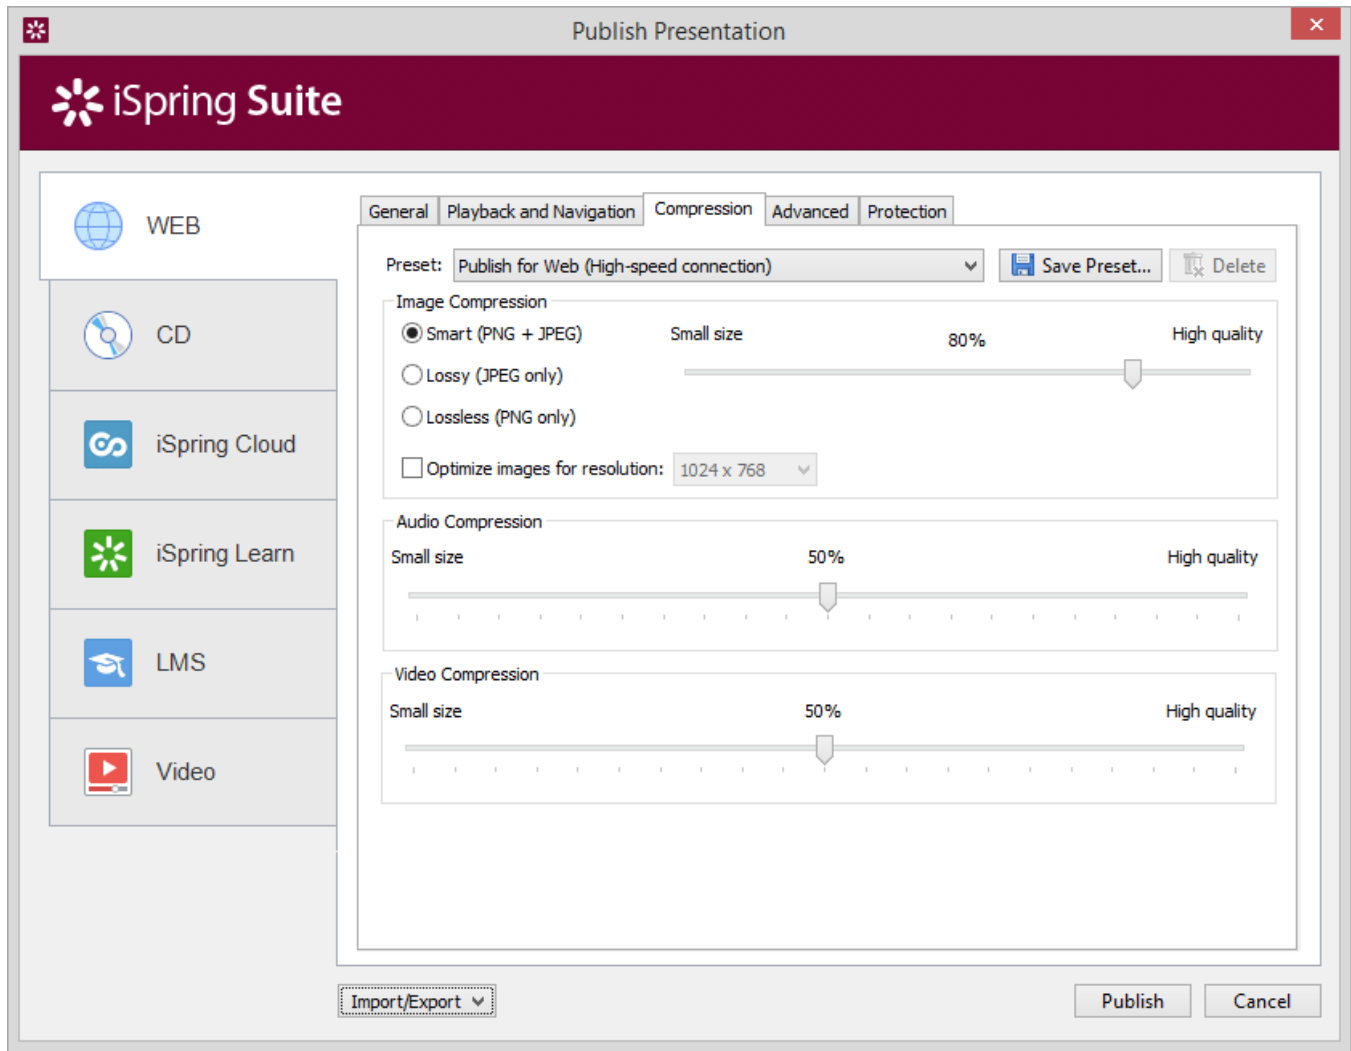 Publish Presentation
iSpring Suite
WEB
CD
iSpring Cloud
iSpring Learn
LMS
Video
General Playback and Navigation Compression Advanced Protection
Preset: Publish for Web (High-speed connection) Save Preset... Delete
Image Compression
Smart (PNG + JPEG) Small size 80% High quality
Lossy (JPEG only)
Lossless (PNG only)
Optimize images for resolution: 1024 x 768
Audio Compression
Small size 50% High quality
Video Compression
Small size 50% High quality
Import/Export Publish Cancel